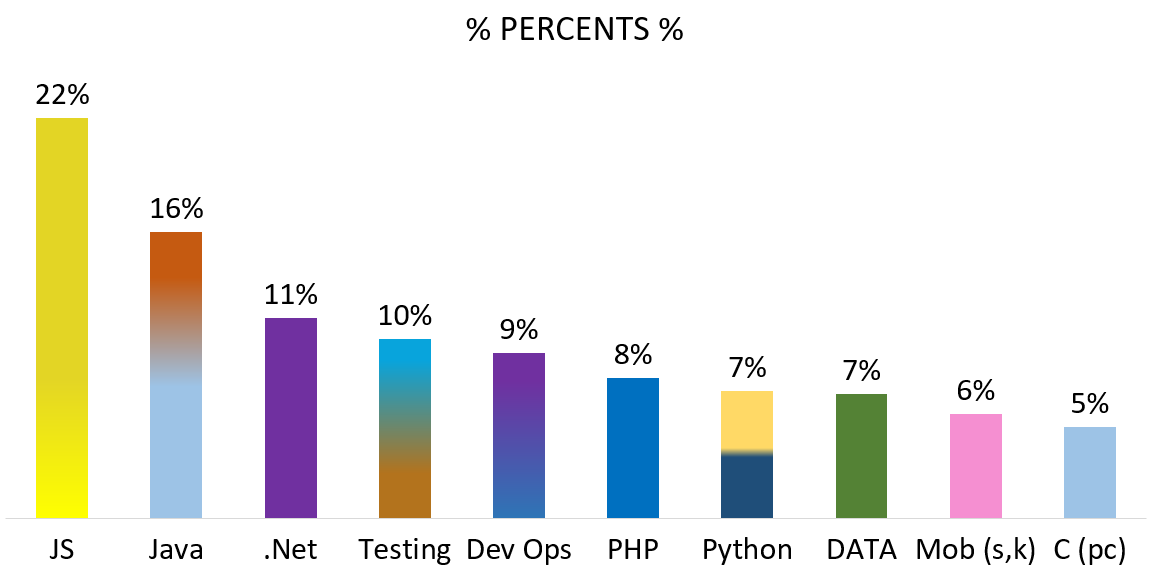 % PERCENTS %
22%
16%
11%
10%
9%
8%
7%
7%
6%
5%
JS
Java
.Net
Testing
Dev Ops
PHP
Python
DATA
Mob (s,k)
C (pc)